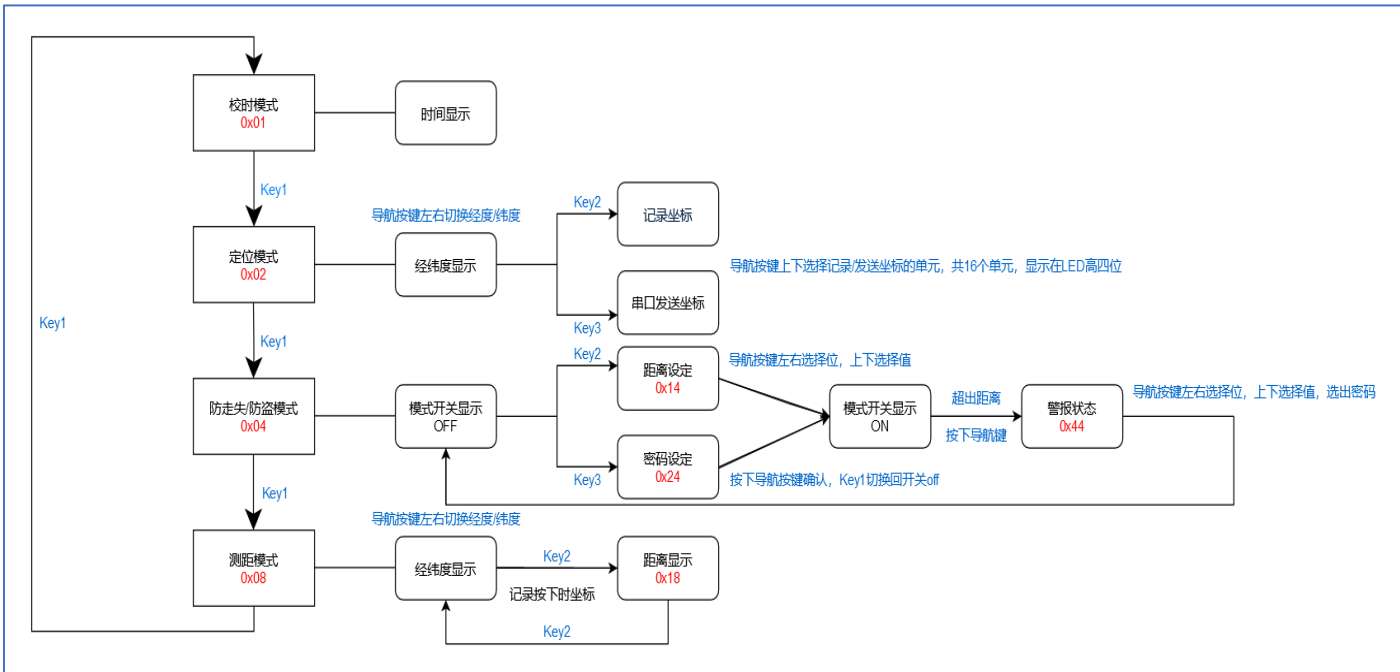 校时模式
0x01
时间显示
Key1
导航按键左右切换经度/纬度
Key2
记录坐标
定位模式
0x02
经纬度显示
导航按键上下选择记录/发送坐标的单元，共16个单元，显示在LED高四位
串口发送坐标
Key3
Key1
Key1
Key2
距离设定
0x14
导航按键左右选择位，上下选择值
防走失/防盗模式
0x04
模式开关显示
OFF
模式开关显示
ON
超出距离
按下导航键
警报状态
0x44
导航按键左右选择位，上下选择值，选出密码
Key3
密码设定
0x24
按下导航按键确认，Key1切换回开关off
Key1
导航按键左右切换经度/纬度
测距模式
0x08
经纬度显示
Key2
记录按下时坐标
距离显示
0x18
Key2